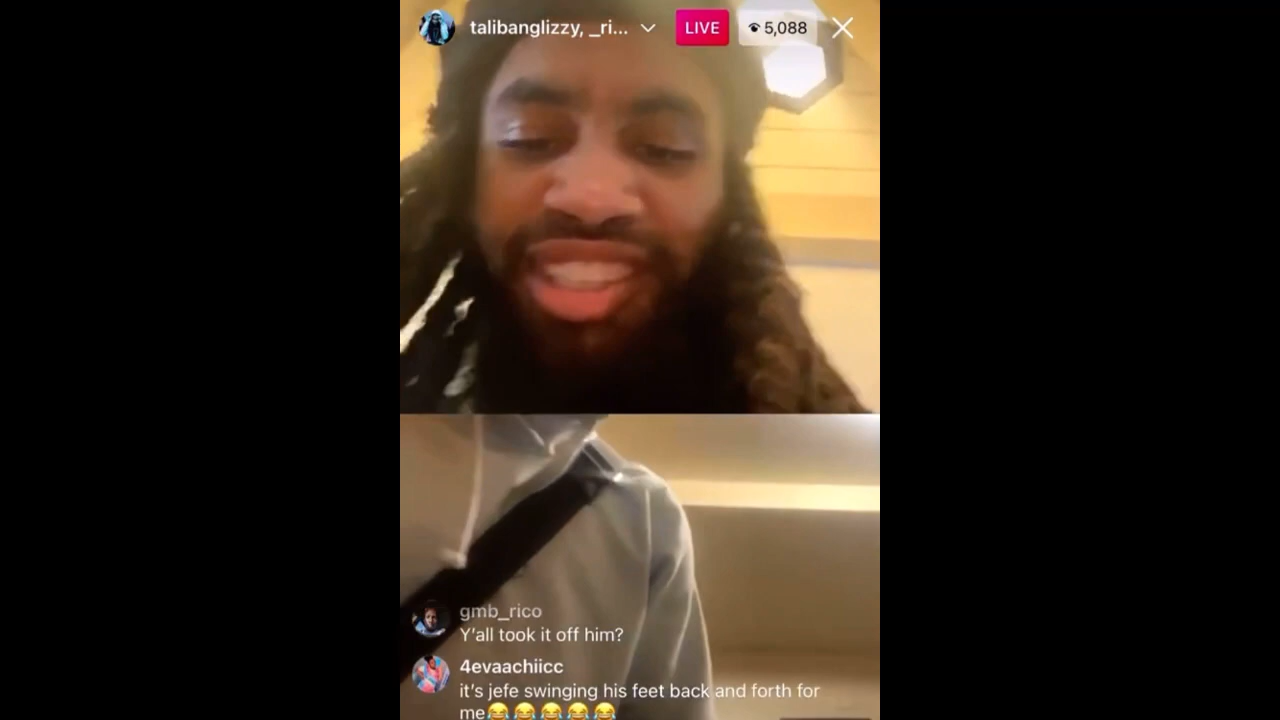 talibanglizzy, _ri...
LIVE
5,088
gmb_rico
Y'all took it off him?
4evaachiicc
it's jefe swinging his feet back and forth for
me😂😂😂😂😂